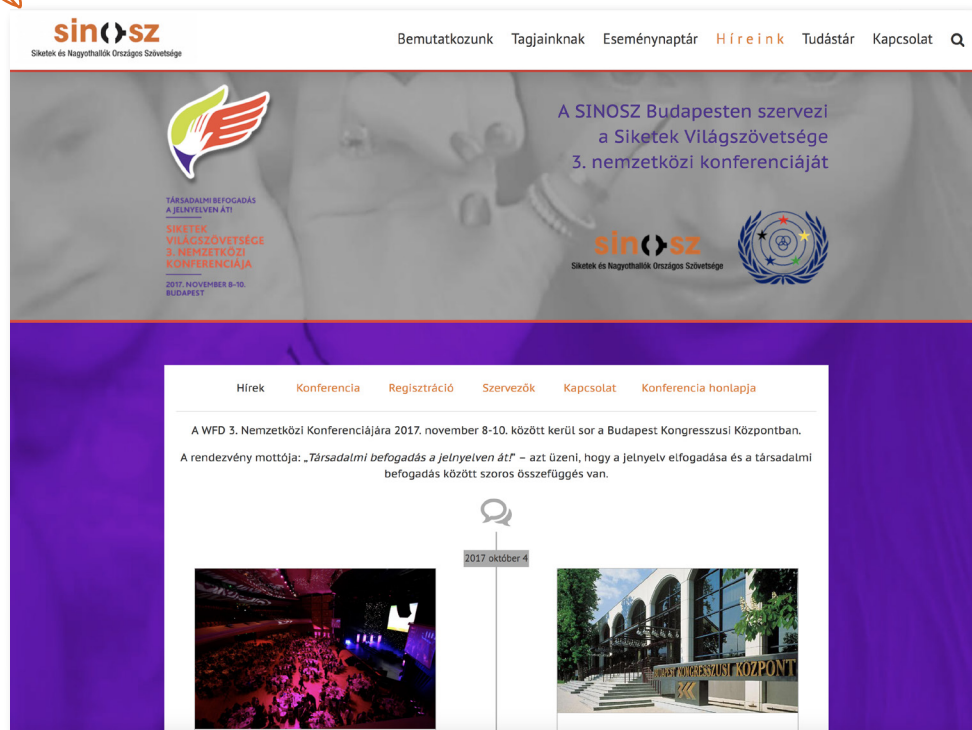 sin()sz
Siketek és Nagyothallók Országos Szövetsége
Bemutatkozunk Tagjainknak Eseménynaptár Híreink Tudástár Kapcsolat
A SINOSZ Budapesten szervezi
a Siketek Világszövetsége
3. nemzetközi konferenciáját
TÁRSADALMI BEFOGADÁS
A JELNYELVEN ÁT!
SIKETEK
VILÁGSZÖVETSÉGE
3. NEMZETKÖZI
KONFERENCIÁJA
2017. NOVEMBER 8-10.
BUDAPEST
sin()sz
Siketek és Nagyothallók Országos Szövetsége
Hírek Konferencia Regisztráció Szervezők Kapcsolat Konferencia honlapja
A WFD 3. Nemzetközi Konferenciájára 2017. november 8-10. között kerül sor a Budapest Kongresszusi Központban.
A rendezvény mottója: „Társadalmi befogadás a jelnyelven át!" – azt üzeni, hogy a jelnyelv elfogadása és a társadalmi
befogadás között szoros összefüggés van.
2017 október 4
BUDAPEST KONGRESSZUSI KÖZPONT